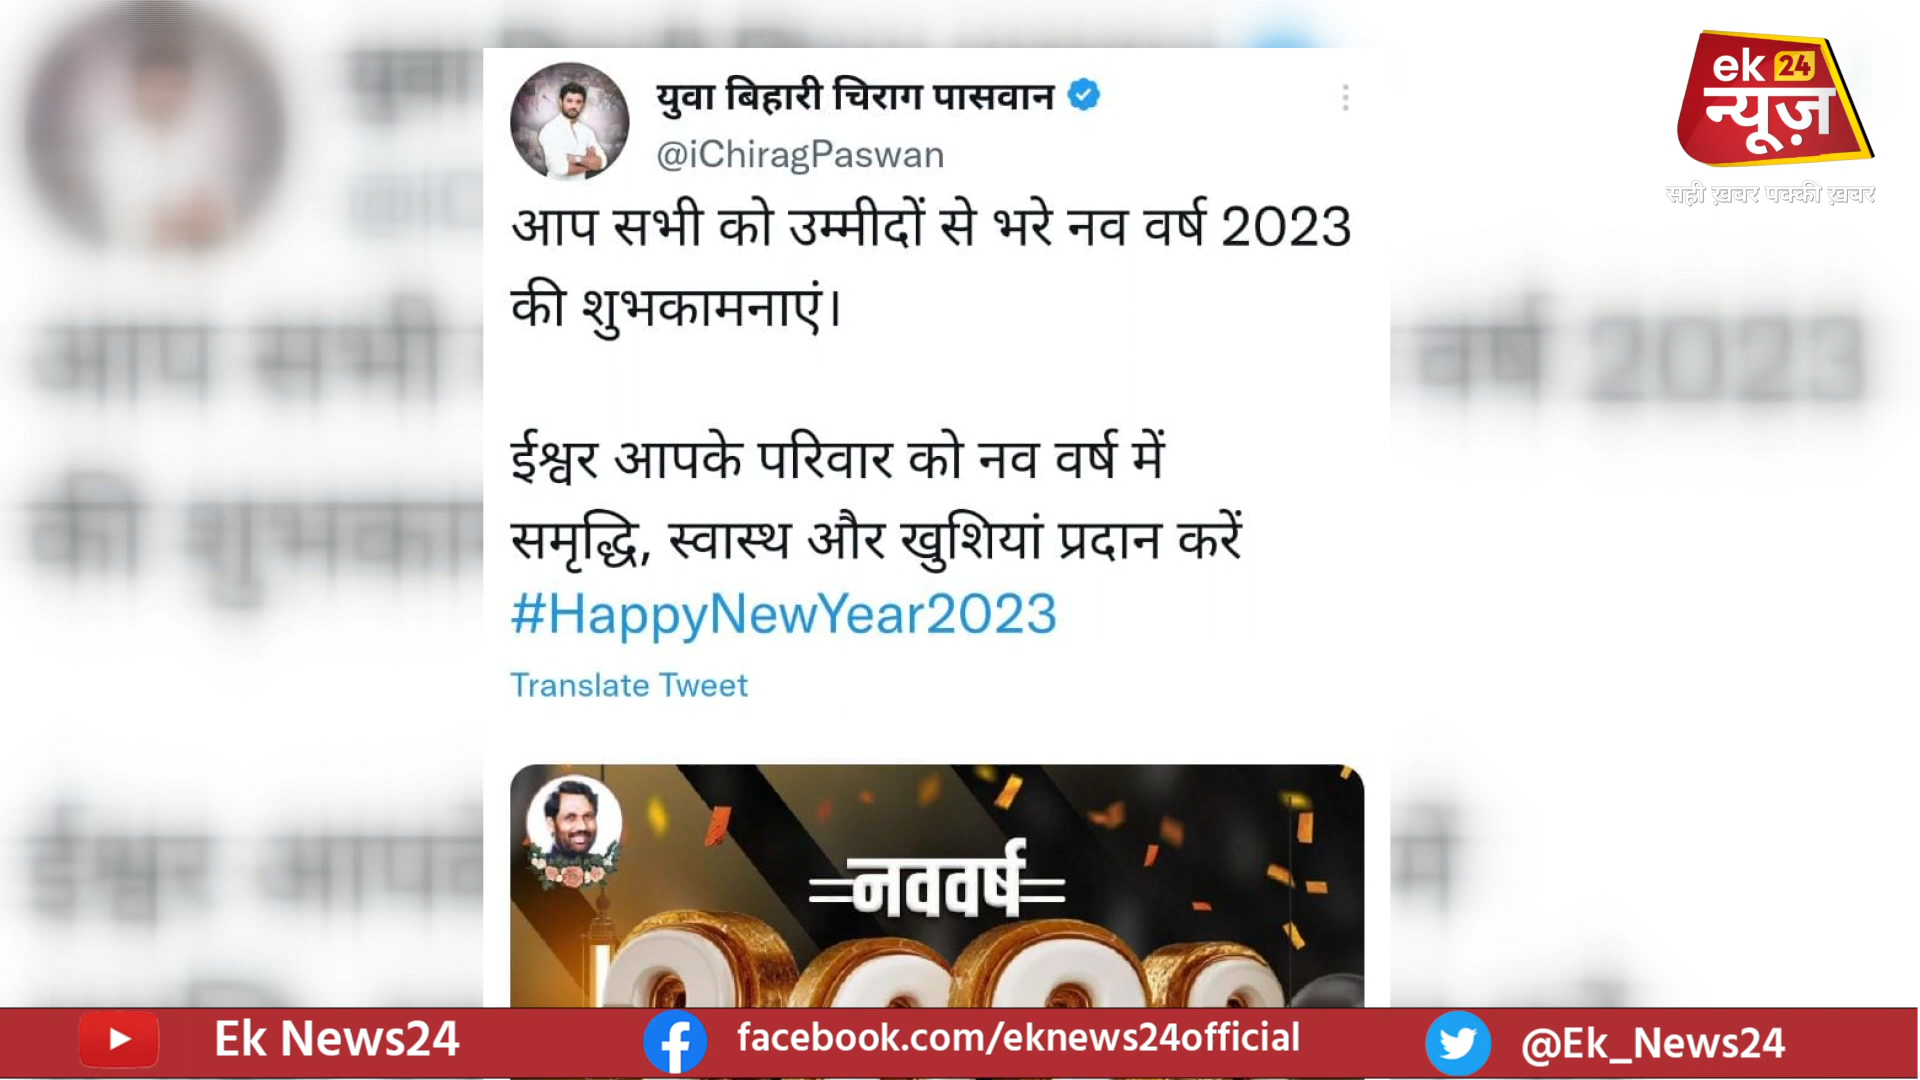 युवा बिहारी चिराग पासवान
@iChiragPaswan
आप सभी को उम्मीदों से भरे नव वर्ष 2023
की शुभकामनाएं।
ईश्वर आपके परिवार को नव वर्ष में
समृद्धि, स्वास्थ और खुशियां प्रदान करें
#HappyNewYear2023
Translate Tweet
नववर्ष
2023
ek 24
न्यूज़
सही ख़बर पक्की ख़बर
Ek News24
facebook.com/eknews24official
@Ek_News24